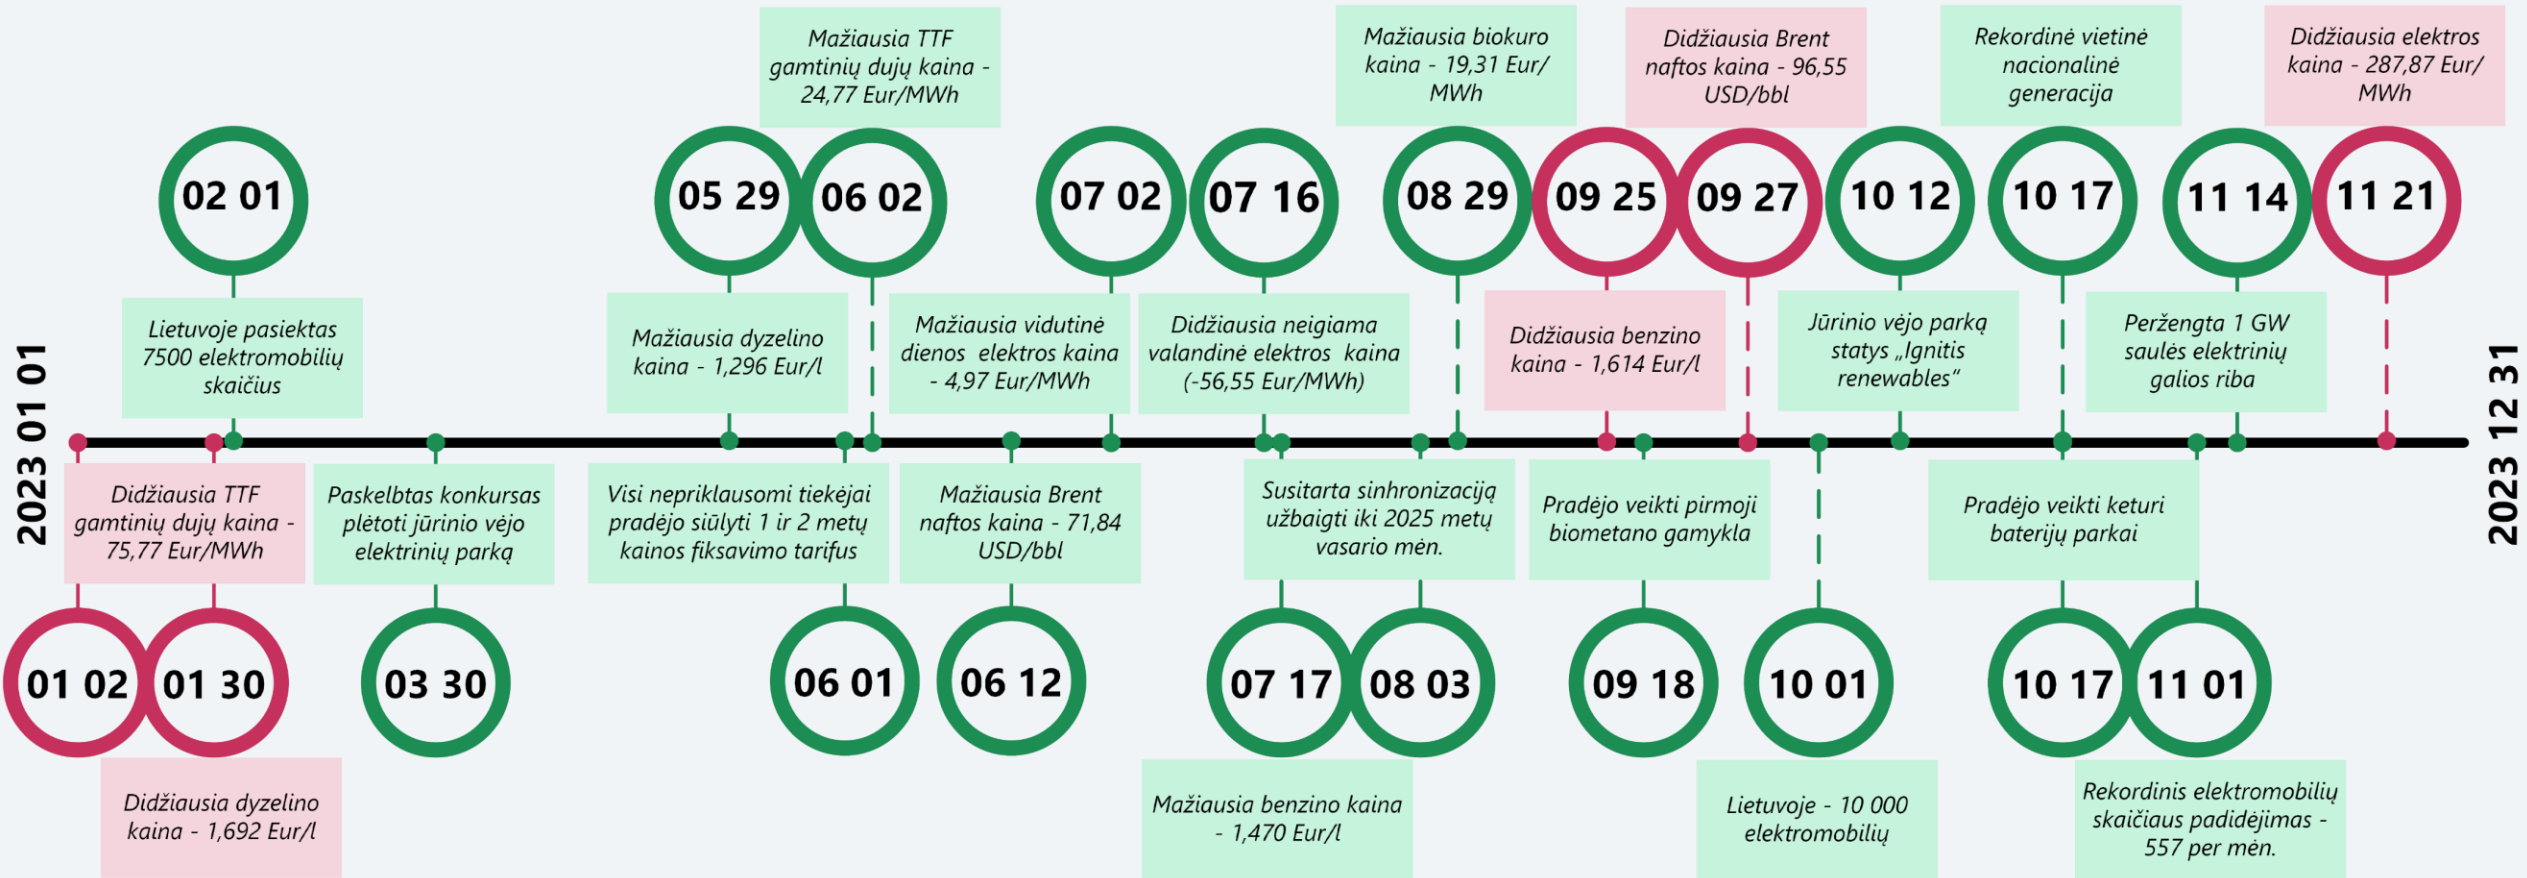 2023 01 01
01 02
Didžiausia TTF
gamtinių dujų kaina -
75,77 Eur/MWh
01 30
Didžiausia dyzelino
kaina - 1,692 Eur/l
02 01
Lietuvoje pasiektas
7500 elektromobilių
skaičius
03 30
Paskelbtas konkursas
plėtoti jūrinio vėjo
elektrinių parką
05 29
Mažiausia dyzelino
kaina - 1,296 Eur/l
06 01
Visi nepriklausomi tiekėjai
pradėjo siūlyti 1 ir 2 metų
kainos fiksavimo tarifus
Mažiausia TTF
gamtinių dujų kaina -
24,77 Eur/MWh
06 02
06 12
Mažiausia Brent
naftos kaina - 71,84
USD/bbl
07 02
Mažiausia vidutinė
dienos elektros kaina
- 4,97 Eur/MWh
07 16
Didžiausia neigiama
valandinė elektros kaina
(-56,55 Eur/MWh)
07 17
Mažiausia benzino kaina
- 1,470 Eur/l
Susitarta sinhronizaciją
užbaigti iki 2025 metų
vasario mėn.
08 03
Mažiausia biokuro
kaina - 19,31 Eur/
MWh
08 29
Pradėjo veikti pirmoji
biometano gamykla
09 18
09 25
Didžiausia benzino
kaina - 1,614 Eur/l
Didžiausia Brent
naftos kaina - 96,55
USD/bbl
09 27
10 01
Lietuvoje - 10 000
elektromobilių
10 12
Jūrinio vėjo parką
statys „Ignitis
renewables“
Rekordinė vietinė
nacionalinė
generacija
10 17
Pradėjo veikti keturi
baterijų parkai
10 17
11 01
Rekordinis elektromobilių
skaičiaus padidėjimas -
557 per mėn.
11 14
Peržengta 1 GW
saulės elektrinių
galios riba
Didžiausia elektros
kaina - 287,87 Eur/
MWh
11 21
2023 12 31